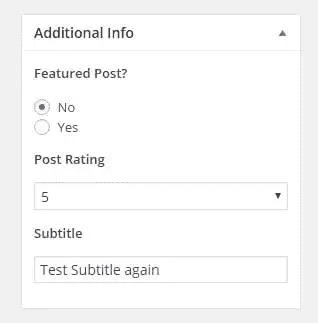 Additional Info
Featured Post?
No
Yes
Post Rating
5
Subtitle
Test Subtitle again